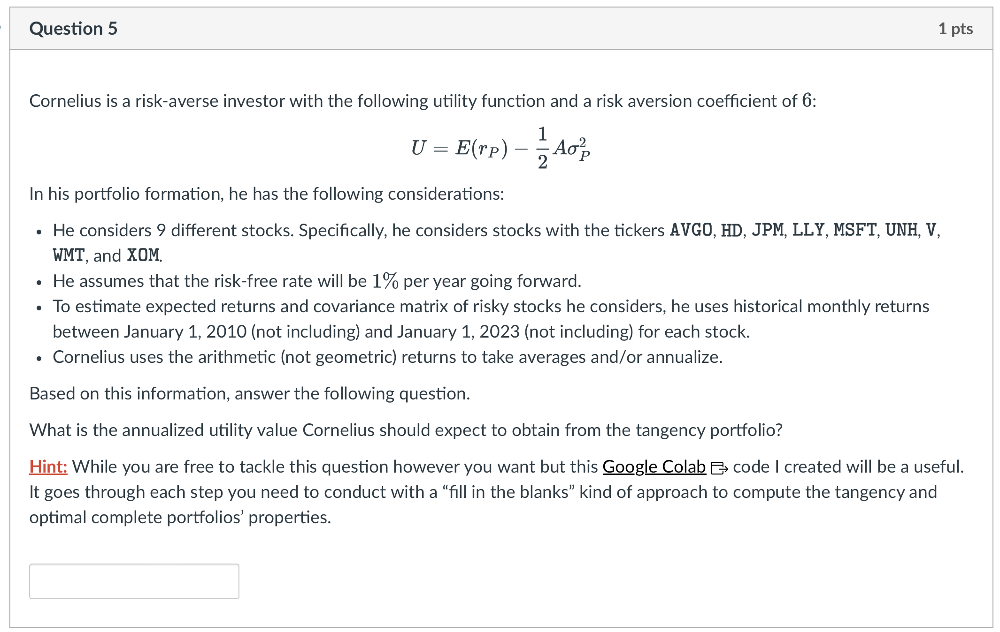 Question 5
1 pts
Cornelius is a risk-averse investor with the following utility function and a risk aversion coefficient of 6:
U = E(r_P) − 1/2 Aσ_P^2
In his portfolio formation, he has the following considerations:
• He considers 9 different stocks. Specifically, he considers stocks with the tickers AVGO, HD, JPM, LLY, MSFT, UNH, V,
WMT, and XOM.
• He assumes that the risk-free rate will be 1% per year going forward.
• To estimate expected returns and covariance matrix of risky stocks he considers, he uses historical monthly returns
between January 1, 2010 (not including) and January 1, 2023 (not including) for each stock.
• Cornelius uses the arithmetic (not geometric) returns to take averages and/or annualize.
Based on this information, answer the following question.
What is the annualized utility value Cornelius should expect to obtain from the tangency portfolio?
Hint: While you are free to tackle this question however you want but this Google Colab code I created will be a useful.
It goes through each step you need to conduct with a “fill in the blanks” kind of approach to compute the tangency and
optimal complete portfolios’ properties.